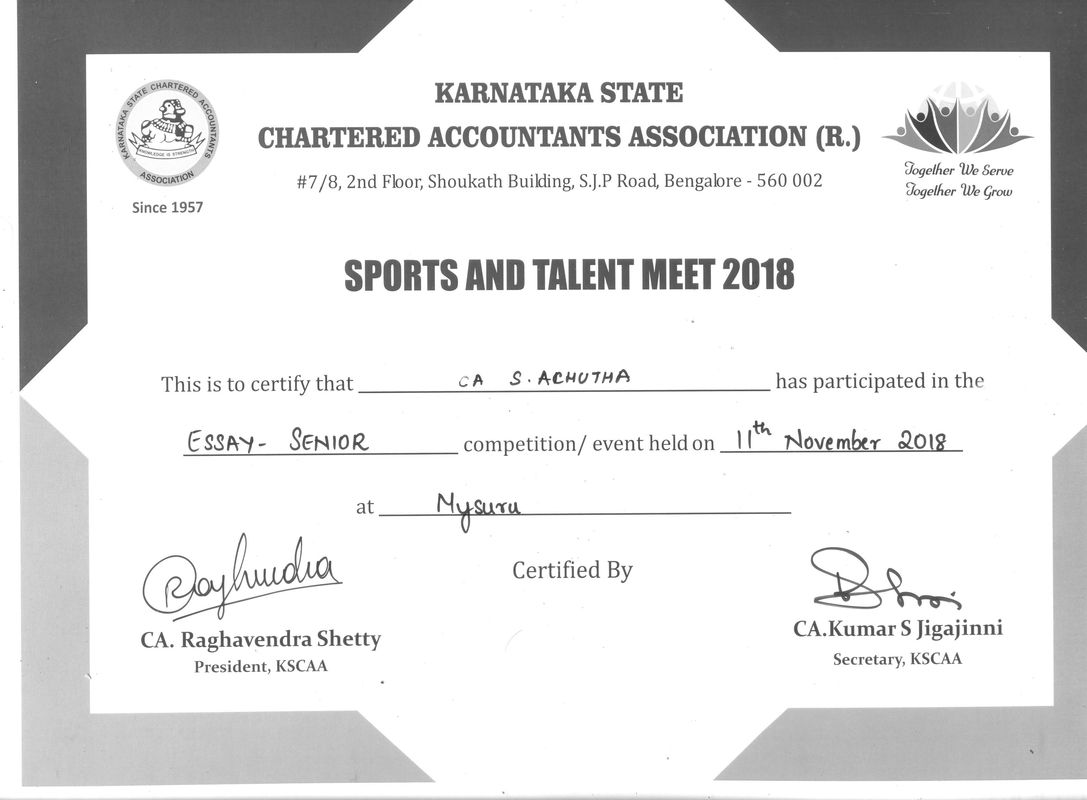 KARNATAKA STATE CHARTERED ACCOUNTANTS
ASSOCIATION
KNOWLEDGE IS STRENGTH
Since 1957
KARNATAKA STATE
CHARTERED ACCOUNTANTS ASSOCIATION (R.)
#7/8, 2nd Floor, Shoukath Building, S.J.P Road, Bengalore - 560 002
Together We Serve
Together We Grow
SPORTS AND TALENT MEET 2018
This is to certify that CA S. ACHUTHA has participated in the
ESSAY- SENIOR competition/ event held on 11th November 2018
at Mysuru
Certified By
Raghundra
CA. Raghavendra Shetty
President, KSCAA
CA.Kumar S Jigajinni
Secretary, KSCAA